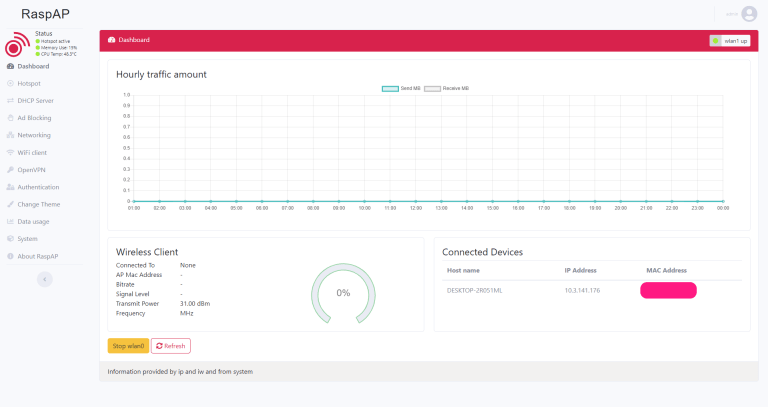 RaspAP
admin
Status
Hotspot active
Memory Use: 19%
CPU Temp: 46.5°C
Dashboard
Hotspot
DHCP Server
Ad Blocking
Networking
WiFi client
OpenVPN
Authentication
Change Theme
Data usage
System
About RaspAP
Dashboard
wlan1 up
Hourly traffic amount
Send MB Receive MB
1.0
0.9
0.8
0.7
0.6
0.5
0.4
0.3
0.2
0.1
0
01:00 02:00 03:00 04:00 05:00 06:00 07:00 08:00 09:00 10:00 11:00 12:00 13:00 14:00 15:00 16:00 17:00 18:00 19:00 20:00 21:00 22:00 23:00 00:00
Wireless Client
Connected To None
AP Mac Address -
Bitrate -
Signal Level -
Transmit Power 31.00 dBm
Frequency MHz
0%
Connected Devices
Host name IP Address MAC Address
DESKTOP-2R051ML 10.3.141.176
Stop wlan0
Refresh
Information provided by ip and iw and from system